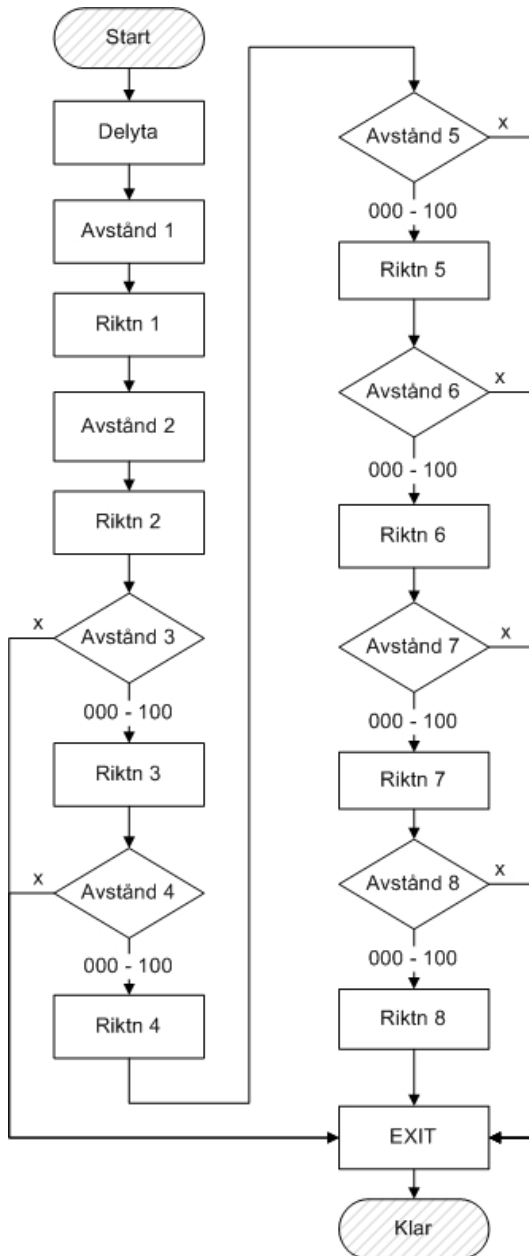 Start
Delyta
Avstånd 1
Riktn 1
Avstånd 2
Riktn 2
Avstånd 3
x
000 - 100
Riktn 3
Avstånd 4
x
000 - 100
Riktn 4
Avstånd 5
x
000 - 100
Riktn 5
Avstånd 6
x
000 - 100
Riktn 6
Avstånd 7
x
000 - 100
Riktn 7
Avstånd 8
x
000 - 100
Riktn 8
EXIT
Klar